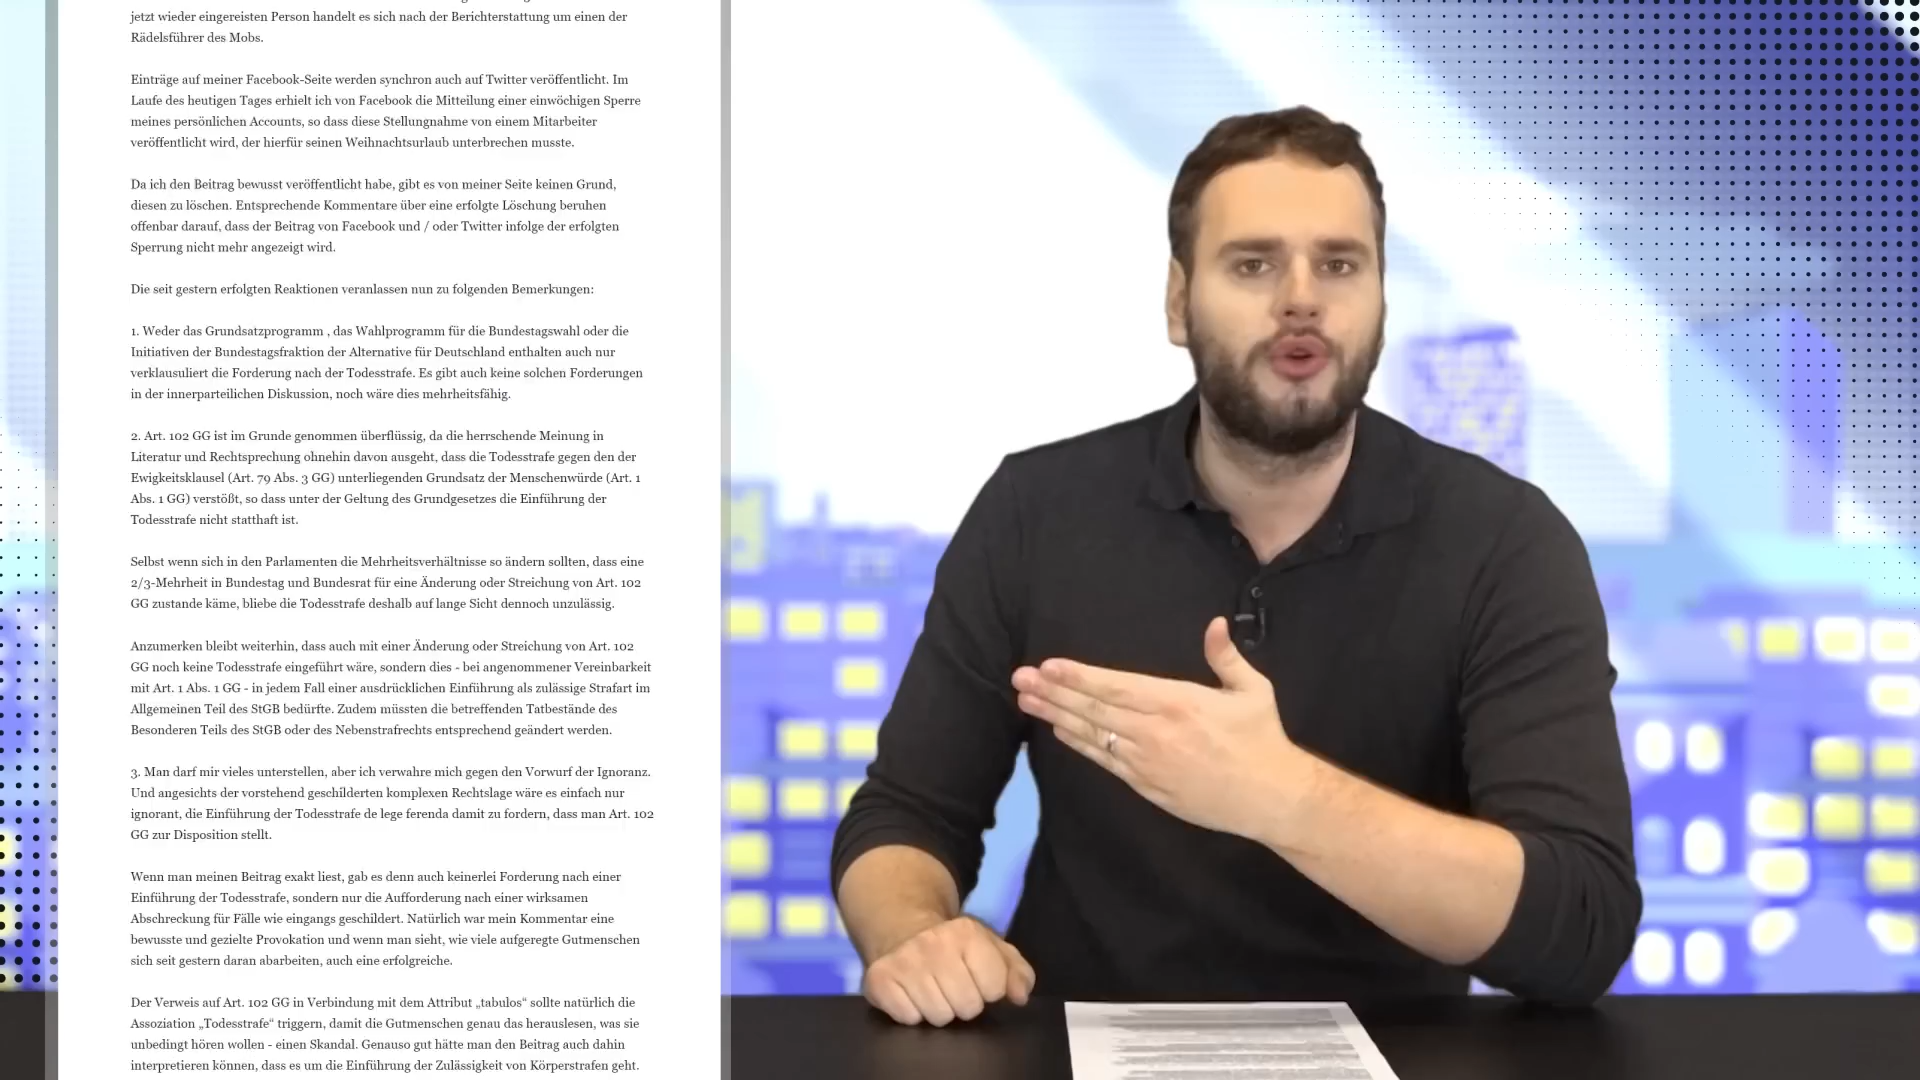 jetzt wieder eingereisten Person handelt es sich nach der Berichterstattung um einen der
Rädelsführer des Mobs.
Einträge auf meiner Facebook-Seite werden synchron auch auf Twitter veröffentlicht. Im
Laufe des heutigen Tages erhielt ich von Facebook die Mitteilung einer einwöchigen Sperre
meines persönlichen Accounts, so dass diese Stellungnahme von einem Mitarbeiter
veröffentlicht wird, der hierfür seinen Weihnachtsurlaub unterbrechen musste.
Da ich den Beitrag bewusst veröffentlicht habe, gibt es von meiner Seite keinen Grund,
diesen zu löschen. Entsprechende Kommentare über eine erfolgte Löschung beruhen
offenbar darauf, dass der Beitrag von Facebook und / oder Twitter infolge der erfolgten
Sperrung nicht mehr angezeigt wird.
Die seit gestern erfolgten Reaktionen veranlassen nun zu folgenden Bemerkungen:
1. Weder das Grundsatzprogramm , das Wahlprogramm für die Bundestagswahl oder die
Initiativen der Bundestagsfraktion der Alternative für Deutschland enthalten auch nur
verklausuliert die Forderung nach der Todesstrafe. Es gibt auch keine solchen Forderungen
in der innerparteilichen Diskussion, noch wäre dies mehrheitsfähig.
2. Art. 102 GG ist im Grunde genommen überflüssig, da die herrschende Meinung in
Literatur und Rechtsprechung ohnehin davon ausgeht, dass die Todesstrafe gegen den der
Ewigkeitsklausel (Art. 79 Abs. 3 GG) unterliegenden Grundsatz der Menschenwürde (Art. 1
Abs. 1 GG) verstößt, so dass unter der Geltung des Grundgesetzes die Einführung der
Todesstrafe nicht statthaft ist.
Selbst wenn sich in den Parlamenten die Mehrheitsverhältnisse so ändern sollten, dass eine
2/3-Mehrheit in Bundestag und Bundesrat für eine Änderung oder Streichung von Art. 102
GG zustande käme, bliebe die Todesstrafe deshalb auf lange Sicht dennoch unzulässig.
Anzumerken bleibt weiterhin, dass auch mit einer Änderung oder Streichung von Art. 102
GG noch keine Todesstrafe eingeführt wäre, sondern dies - bei angenommener Vereinbarkeit
mit Art. 1 Abs. 1 GG - in jedem Fall einer ausdrücklichen Einführung als zulässige Strafart im
Allgemeinen Teil des StGB bedürfte. Zudem müssten die betreffenden Tatbestände des
Besonderen Teils des StGB oder des Nebenstrafrechts entsprechend geändert werden.
3. Man darf mir vieles unterstellen, aber ich verwahre mich gegen den Vorwurf der Ignoranz.
Und angesichts der vorstehend geschilderten komplexen Rechtslage wäre es einfach nur
ignorant, die Einführung der Todesstrafe de lege ferenda damit zu fordern, dass man Art. 102
GG zur Disposition stellt.
Wenn man meinen Beitrag exakt liest, gab es denn auch keinerlei Forderung nach einer
Einführung der Todesstrafe, sondern nur die Aufforderung nach einer wirksamen
Abschreckung für Fälle wie eingangs geschildert. Natürlich war mein Kommentar eine
bewusste und gezielte Provokation und wenn man sieht, wie viele aufgeregte Gutmenschen
sich seit gestern daran abarbeiten, auch eine erfolgreiche.
Der Verweis auf Art. 102 GG in Verbindung mit dem Attribut „tabulos“ sollte natürlich die
Assoziation „Todesstrafe“ triggern, damit die Gutmenschen genau das herauslesen, was sie
unbedingt hören wollen - einen Skandal. Genauso gut hätte man den Beitrag auch dahin
interpretieren können, dass es um die Einführung der Zulässigkeit von Körperstrafen geht.